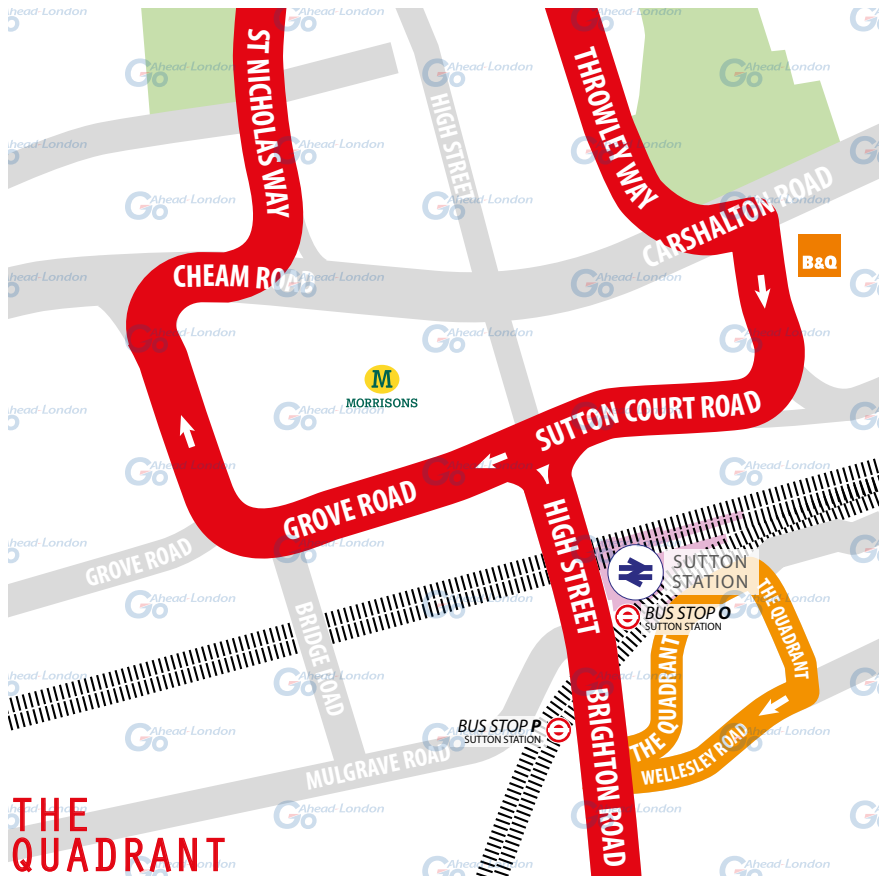 ST NICHOLAS WAY
HIGH STREET
THROWLEY WAY
CARSHALTON ROAD
CHEAM ROAD
B&Q
M
MORRISONS
SUTTON COURT ROAD
GROVE ROAD
HIGH STREET
GROVE ROAD
SUTTON
STATION
THE QUADRANT
BUS STOP O
SUTTON STATION
BRIDGE ROAD
THE QUADRANT
BUS STOP P
SUTTON STATION
BRIGHTON ROAD
WELLESLEY ROAD
MULGRAVE ROAD
THE
QUADRANT
Go Ahead-London